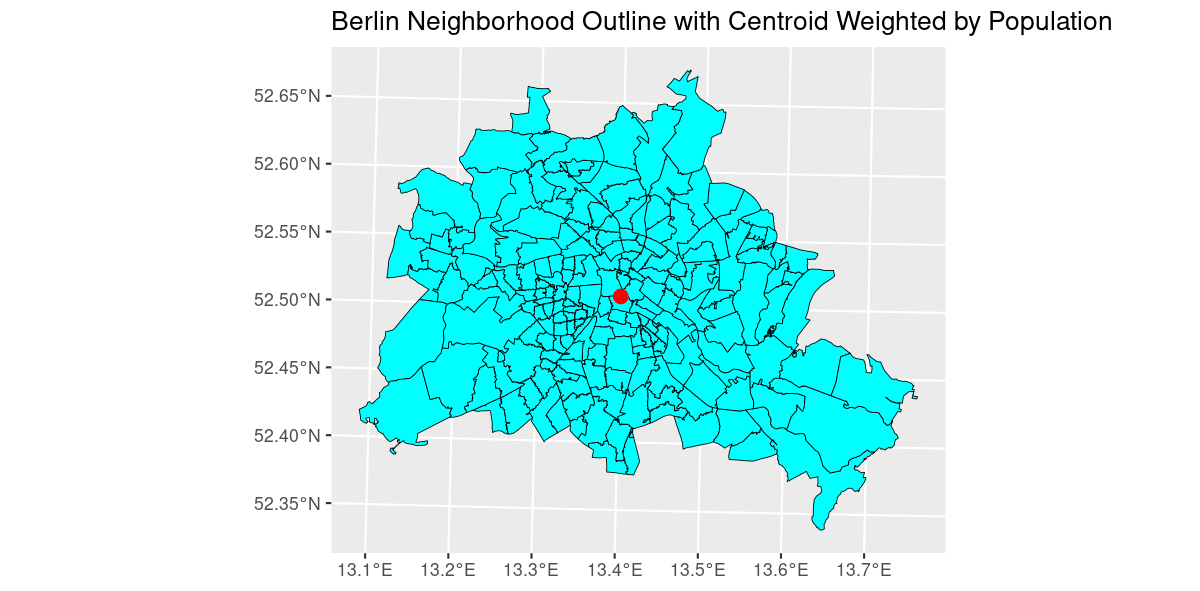 Berlin Neighborhood Outline with Centroid Weighted by Population
52.65°N
52.60°N
52.55°N
52.50°N
52.45°N
52.40°N
52.35°N
13.1°E 13.2°E 13.3°E 13.4°E 13.5°E 13.6°E 13.7°E